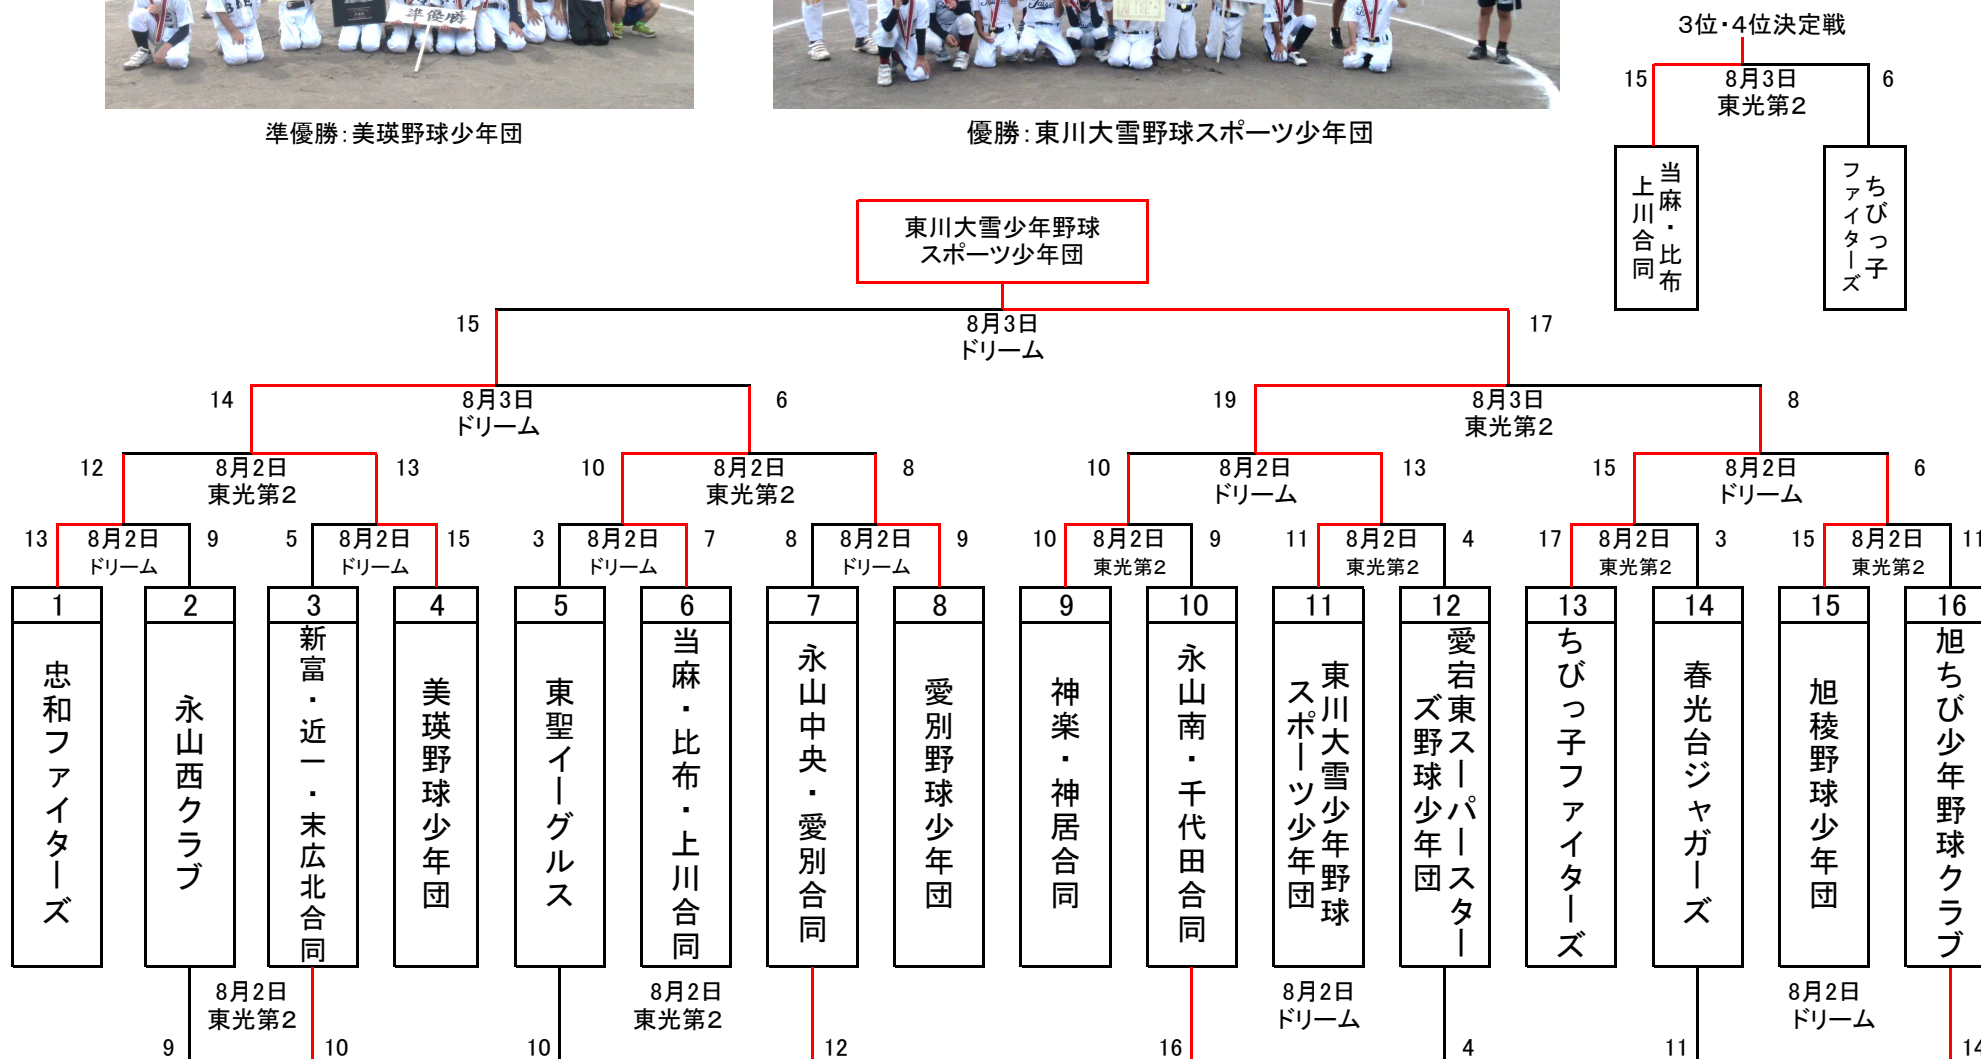 準優勝
準優勝：美瑛野球少年団
優勝：東川大雪野球スポーツ少年団
3位・4位決定戦
15
8月3日
東光第2
6
当麻・比布
上川合同
ちびっ子
ファイターズ
東川大雪少年野球
スポーツ少年団
15
8月3日
ドリーム
17
14
8月3日
ドリーム
6
19
8月3日
東光第2
8
12
8月2日
東光第2
13
10
8月2日
東光第2
8
10
8月2日
ドリーム
13
15
8月2日
ドリーム
6
13
8月2日
ドリーム
9
5
8月2日
ドリーム
15
3
8月2日
ドリーム
7
8
8月2日
ドリーム
9
10
8月2日
東光第2
9
11
8月2日
東光第2
4
17
8月2日
東光第2
3
15
8月2日
東光第2
11
1
忠和ファイターズ
2
永山西クラブ
3
新富・近一・末広北合同
4
美瑛野球少年団
5
東聖イーグルス
6
当麻・比布・上川合同
7
永山中央・愛別合同
8
愛別野球少年団
9
神楽・神居合同
10
永山南・千代田合同
11
東川大雪少年野球
スポーツ少年団
12
愛宕東スーパースター
ズ野球少年団
13
ちびっ子ファイターズ
14
春光台ジャガーズ
15
旭稜野球少年団
16
旭ちび少年野球クラブ
9
8月2日
東光第2
10
10
8月2日
東光第2
12
16
8月2日
ドリーム
4
11
8月2日
ドリーム
14